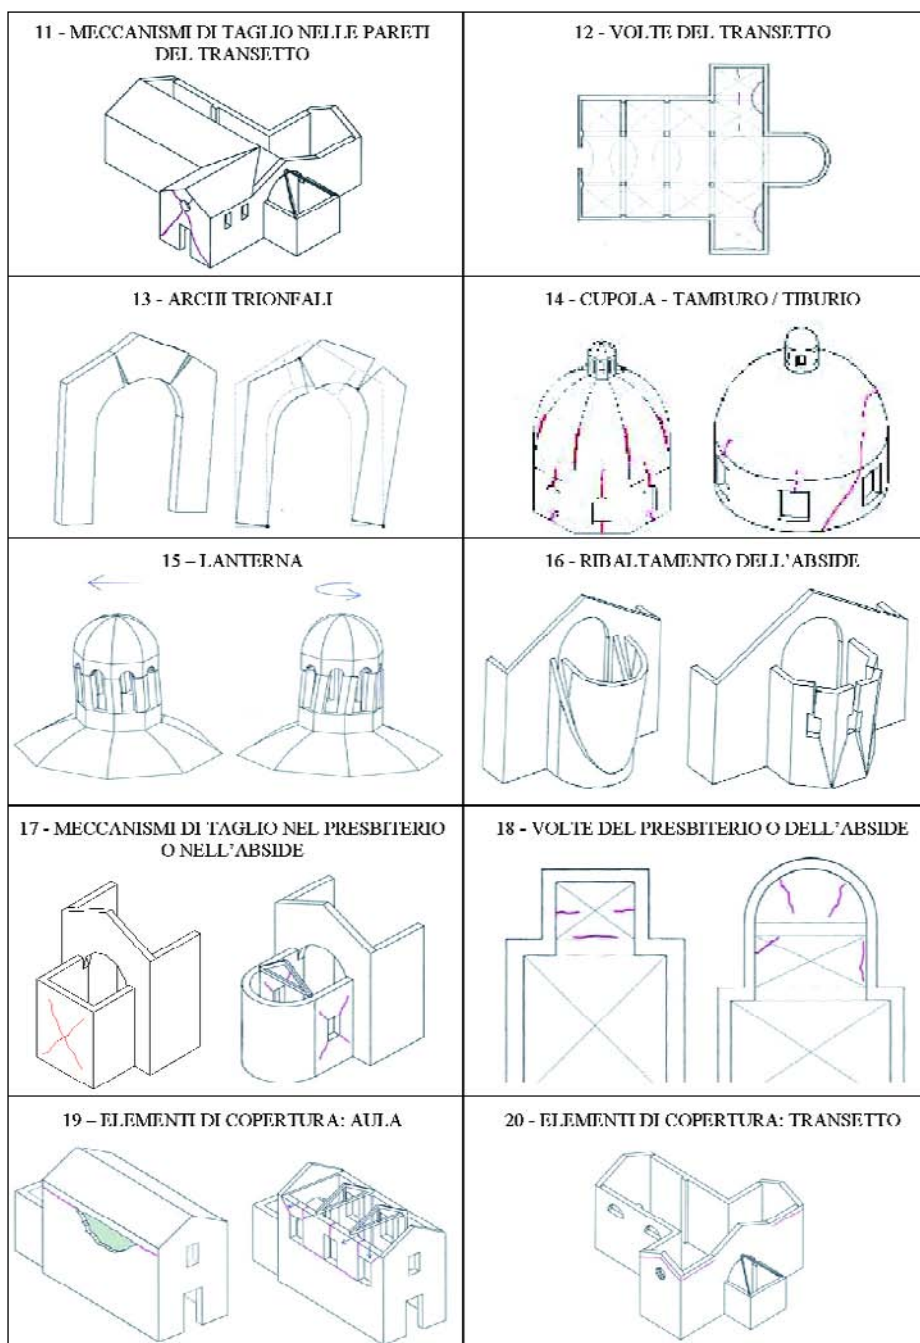 11 - MECCANISMI DI TAGLIO NELLE PARETI
DEL TRANSETTO
12 - VOLTE DEL TRANSETTO
13 - ARCHI TRIONFALI
14 - CUPOLA - TAMBURO / TIBURIO
15 – LANTERNA
16 - RIBALTAMENTO DELL’ABSIDE
17 - MECCANISMI DI TAGLIO NEL PRESBITERIO
O NELL’ABSIDE
18 - VOLTE DEL PRESBITERIO O DELL’ABSIDE
19 – ELEMENTI DI COPERTURA: AULA
20 - ELEMENTI DI COPERTURA: TRANSETTO